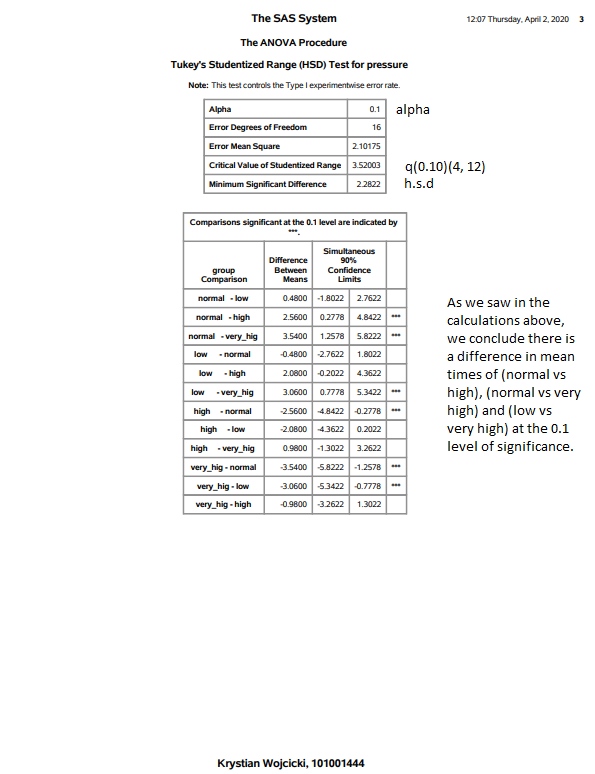 The SAS System
12:07 Thursday, April 2, 2020 3
The ANOVA Procedure
Tukey's Studentized Range (HSD) Test for pressure
Note: This test controls the Type I experimentwise error rate.
Alpha 0.1 alpha
Error Degrees of Freedom 16
Error Mean Square 2.10175
Critical Value of Studentized Range 3.52003 q(0.10)(4, 12)
Minimum Significant Difference 2.2822 h.s.d
Comparisons significant at the 0.1 level are indicated by
***.
group
Comparison
Difference
Between
Means
Simultaneous
90%
Confidence
Limits
normal - low 0.4800 -1.8022 2.7622
normal - high 2.5600 0.2778 4.8422 ***
normal - very_hig 3.5400 1.2578 5.8222 ***
low - normal -0.4800 -2.7622 1.8022
low - high 2.0800 -0.2022 4.3622
low - very_hig 3.0600 0.7778 5.3422 ***
high - normal -2.5600 -4.8422 -0.2778 ***
high - low -2.0800 -4.3622 0.2022
high - very_hig 0.9800 -1.3022 3.2622
very_hig - normal -3.5400 -5.8222 -1.2578 ***
very_hig - low -3.0600 -5.3422 -0.7778 ***
very_hig - high -0.9800 -3.2622 1.3022
As we saw in the
calculations above,
we conclude there is
a difference in mean
times of (normal vs
high), (normal vs very
high) and (low vs
very high) at the 0.1
level of significance.
Krystian Wojcicki, 101001444